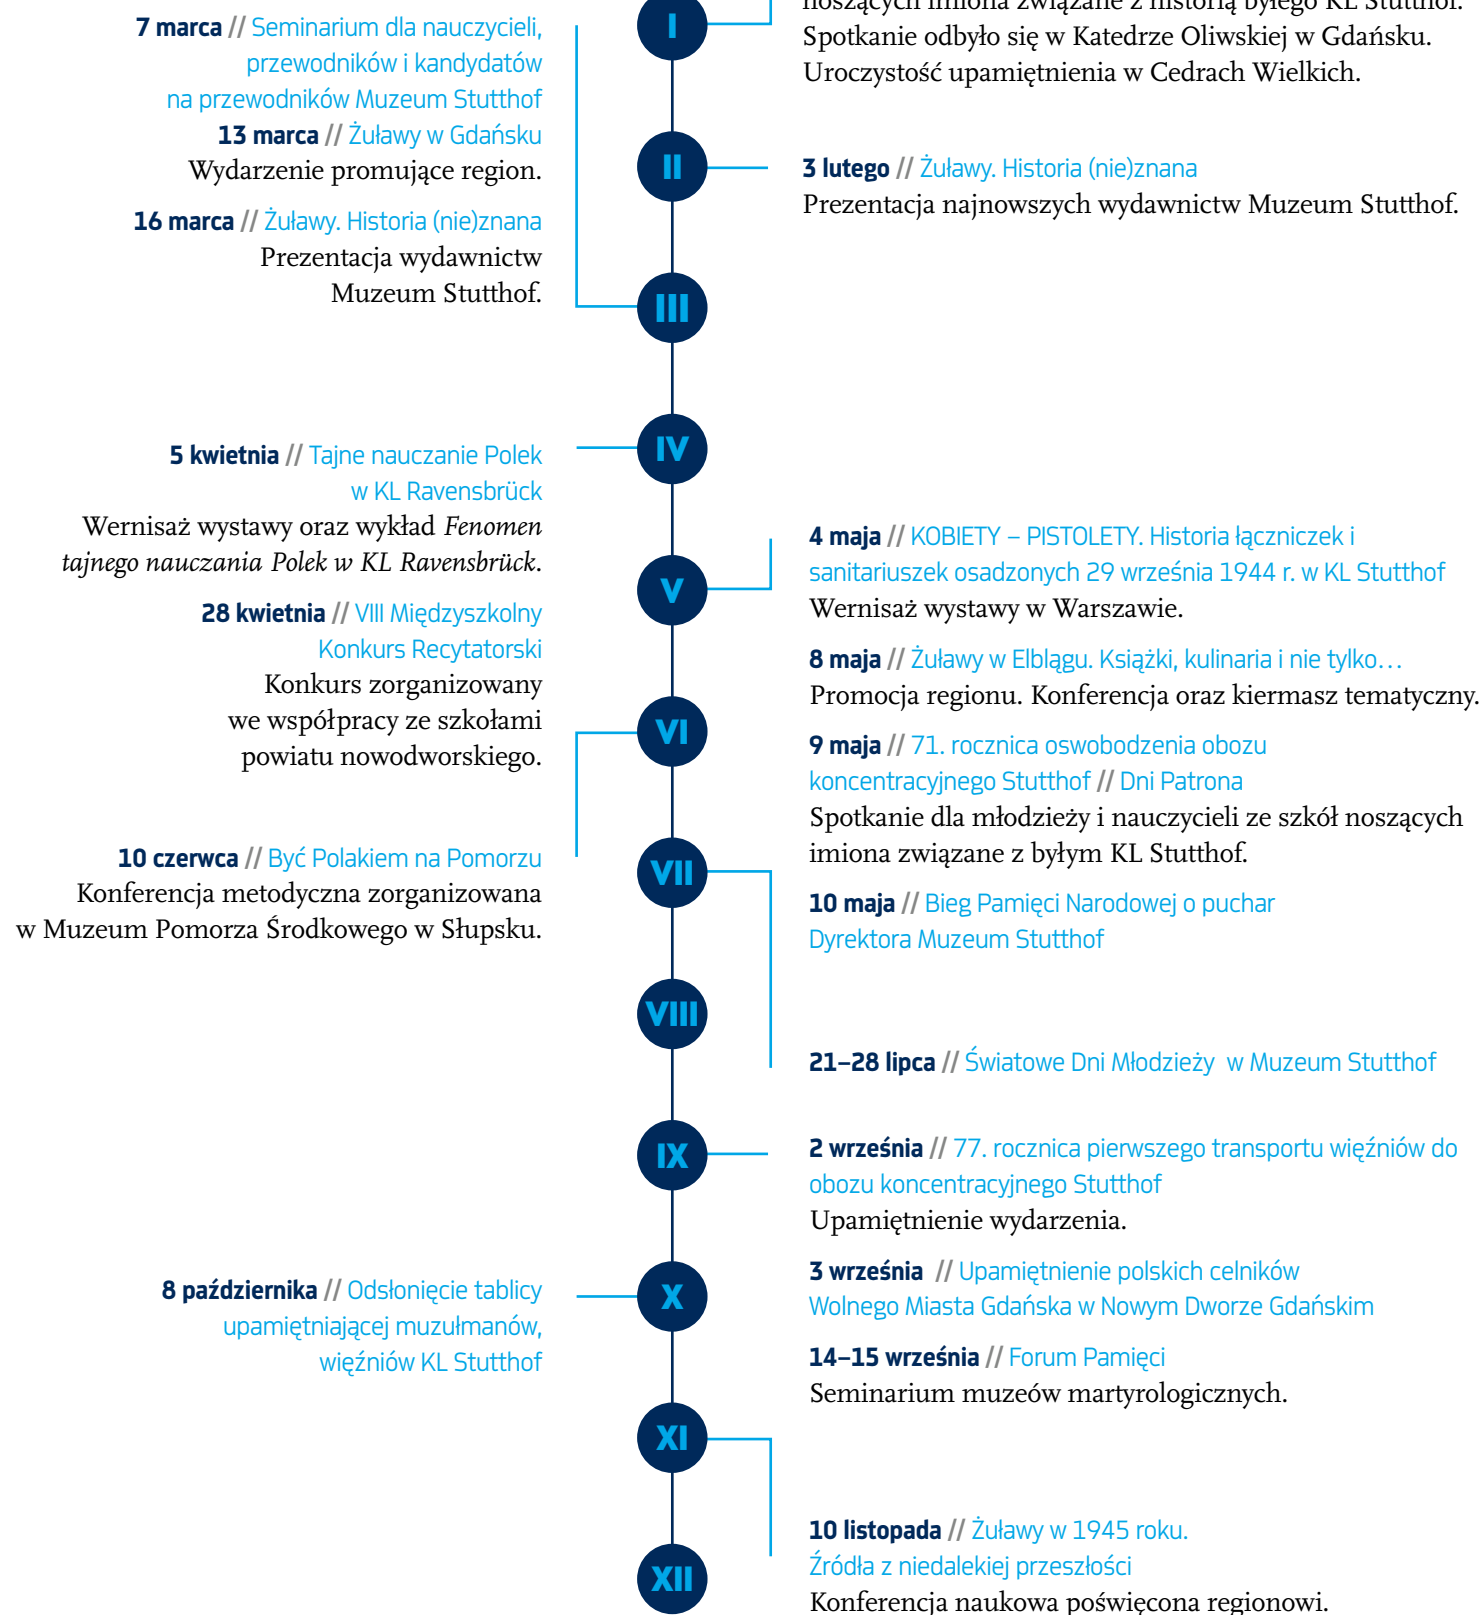 noszących imiona związane z historią byłego KL Stutthof.
Spotkanie odbyło się w Katedrze Oliwskiej w Gdańsku.
Uroczystość upamiętnienia w Cedrach Wielkich.
I
II
3 lutego // Żuławy. Historia (nie)znana
Prezentacja najnowszych wydawnictw Muzeum Stutthof.
7 marca // Seminarium dla nauczycieli,
przewodników i kandydatów
na przewodników Muzeum Stutthof
13 marca // Żuławy w Gdańsku
Wydarzenie promujące region.
16 marca // Żuławy. Historia (nie)znana
Prezentacja wydawnictw
Muzeum Stutthof.
III
IV
5 kwietnia // Tajne nauczanie Polek
w KL Ravensbrück
Wernisaż wystawy oraz wykład Fenomen
tajnego nauczania Polek w KL Ravensbrück.
28 kwietnia // VIII Międzyszkolny
Konkurs Recytatorski
Konkurs zorganizowany
we współpracy ze szkołami
powiatu nowodworskiego.
V
4 maja // KOBIETY – PISTOLETY. Historia łączniczek i
sanitariuszek osadzonych 29 września 1944 r. w KL Stutthof
Wernisaż wystawy w Warszawie.
8 maja // Żuławy w Elblągu. Książki, kulinaria i nie tylko…
Promocja regionu. Konferencja oraz kiermasz tematyczny.
9 maja // 71. rocznica oswobodzenia obozu
koncentracyjnego Stutthof // Dni Patrona
Spotkanie dla młodzieży i nauczycieli ze szkół noszących
imiona związane z byłym KL Stutthof.
10 maja // Bieg Pamięci Narodowej o puchar
Dyrektora Muzeum Stutthof
VI
10 czerwca // Być Polakiem na Pomorzu
Konferencja metodyczna zorganizowana
w Muzeum Pomorza Środkowego w Słupsku.
VII
21–28 lipca // Światowe Dni Młodzieży w Muzeum Stutthof
VIII
IX
2 września // 77. rocznica pierwszego transportu więźniów do
obozu koncentracyjnego Stutthof
Upamiętnienie wydarzenia.
3 września // Upamiętnienie polskich celników
Wolnego Miasta Gdańska w Nowym Dworze Gdańskim
14–15 września // Forum Pamięci
Seminarium muzeów martyrologicznych.
X
8 października // Odsłonięcie tablicy
upamiętniającej muzułmanów,
więźniów KL Stutthof
XI
10 listopada // Żuławy w 1945 roku.
Źródła z niedalekiej przeszłości
Konferencja naukowa poświęcona regionowi.
XII